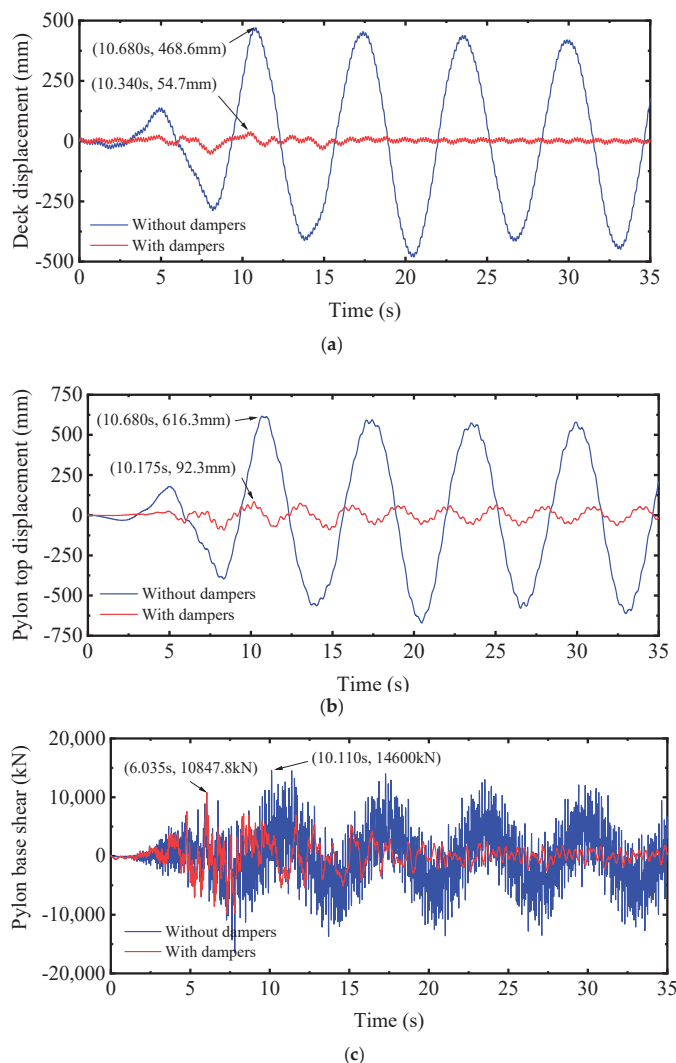 500
(10.680s, 468.6mm)
250
(10.340s, 54.7mm)
0
-250
Without dampers
With dampers
-500
0 5 10 15 20 25 30 35
Deck displacement (mm)
Time (s)
(a)
750
(10.680s, 616.3mm)
500
(10.175s, 92.3mm)
250
0
-250
-500
Without dampers
With dampers
-750
0 5 10 15 20 25 30 35
Pylon top displacement (mm)
Time (s)
(b)
20,000
(10.110s, 14600kN)
(6.035s, 10847.8kN)
10,000
0
-10,000
Without dampers
With dampers
-20,000
0 5 10 15 20 25 30 35
Pylon base shear (kN)
Time (s)
(c)